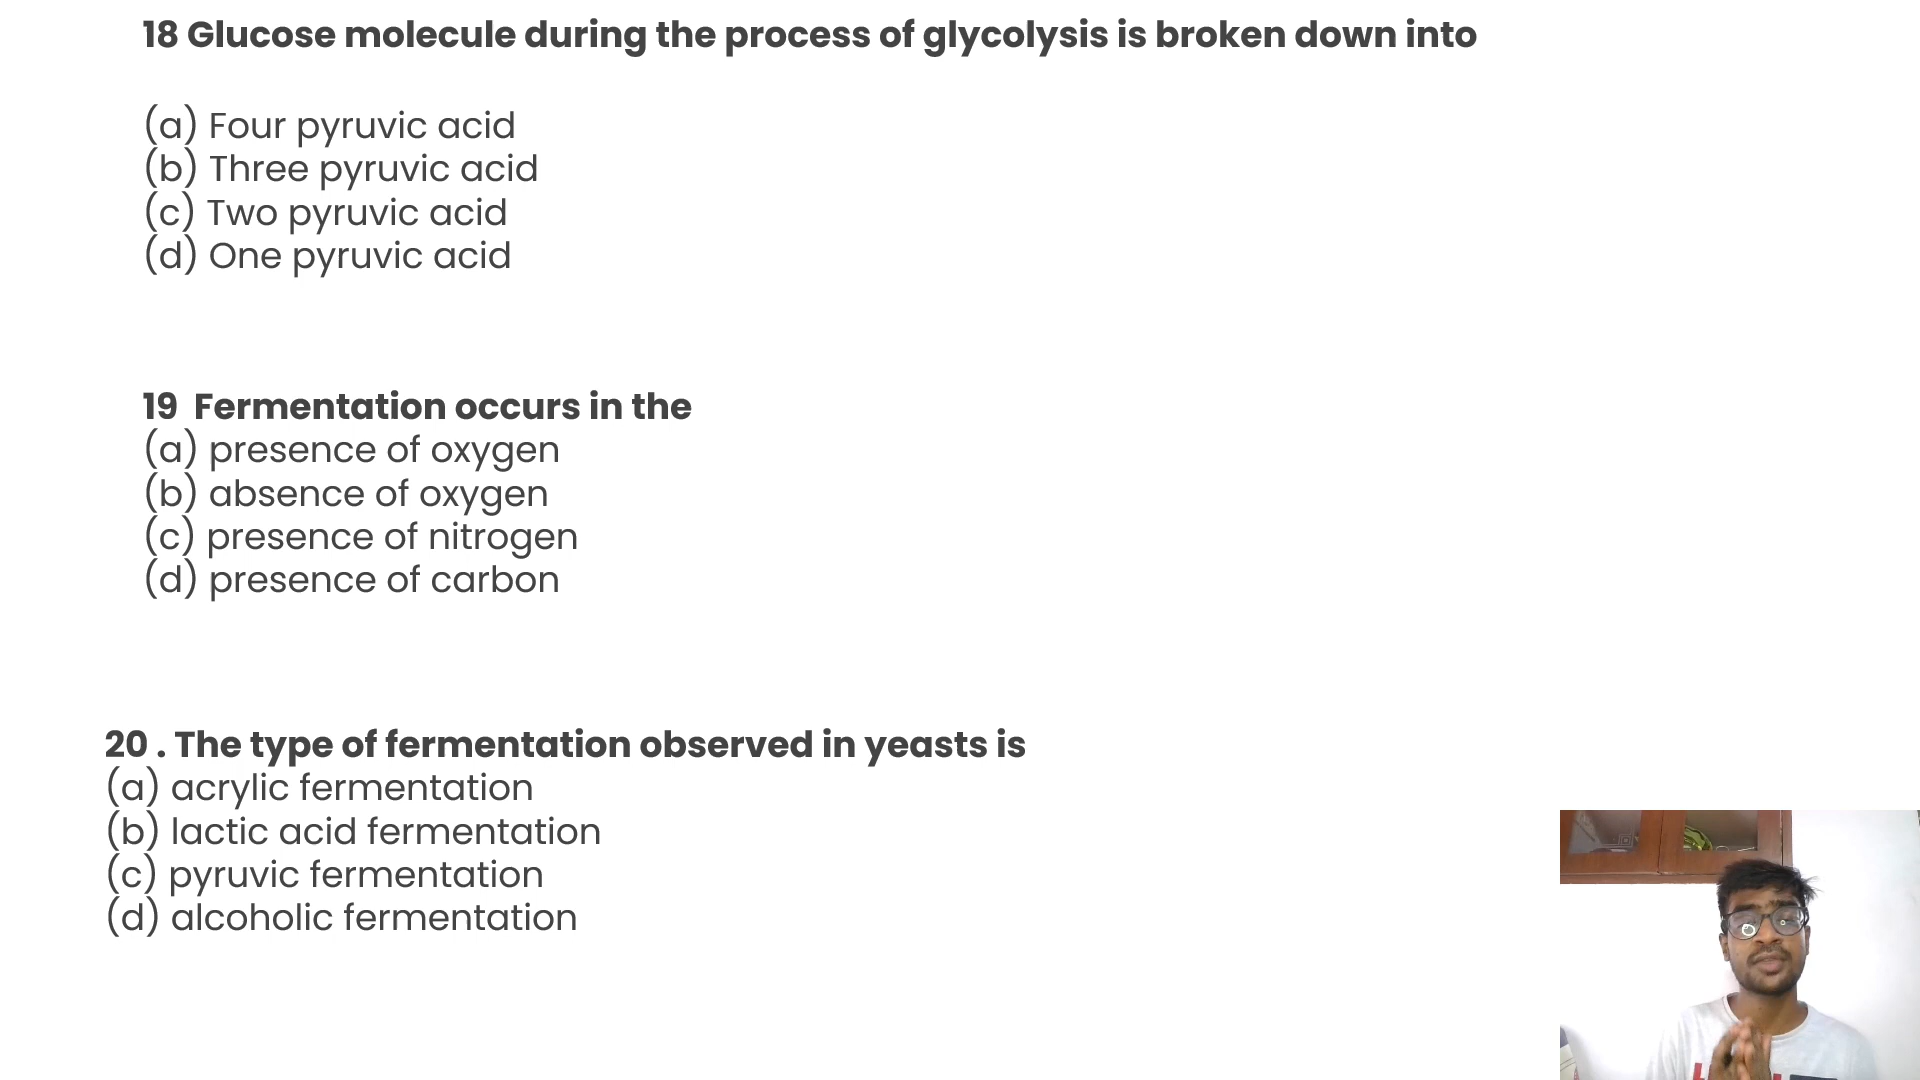 18 Glucose molecule during the process of glycolysis is broken down into
(a) Four pyruvic acid
(b) Three pyruvic acid
(c) Two pyruvic acid
(d) One pyruvic acid
19 Fermentation occurs in the
(a) presence of oxygen
(b) absence of oxygen
(c) presence of nitrogen
(d) presence of carbon
20 . The type of fermentation observed in yeasts is
(a) acrylic fermentation
(b) lactic acid fermentation
(c) pyruvic fermentation
(d) alcoholic fermentation